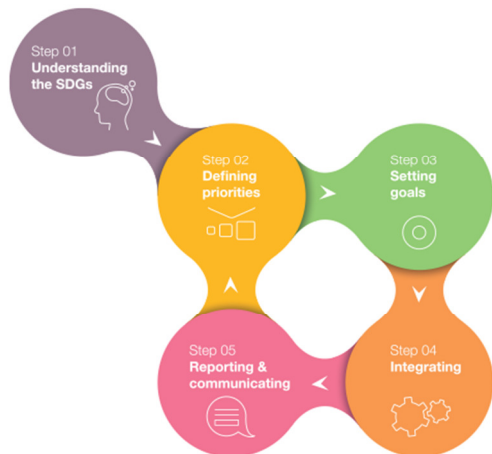 Step 01
Understanding
the SDGs
Step 02
Defining
priorities
Step 03
Setting
goals
Step 04
Integrating
Step 05
Reporting &
communicating